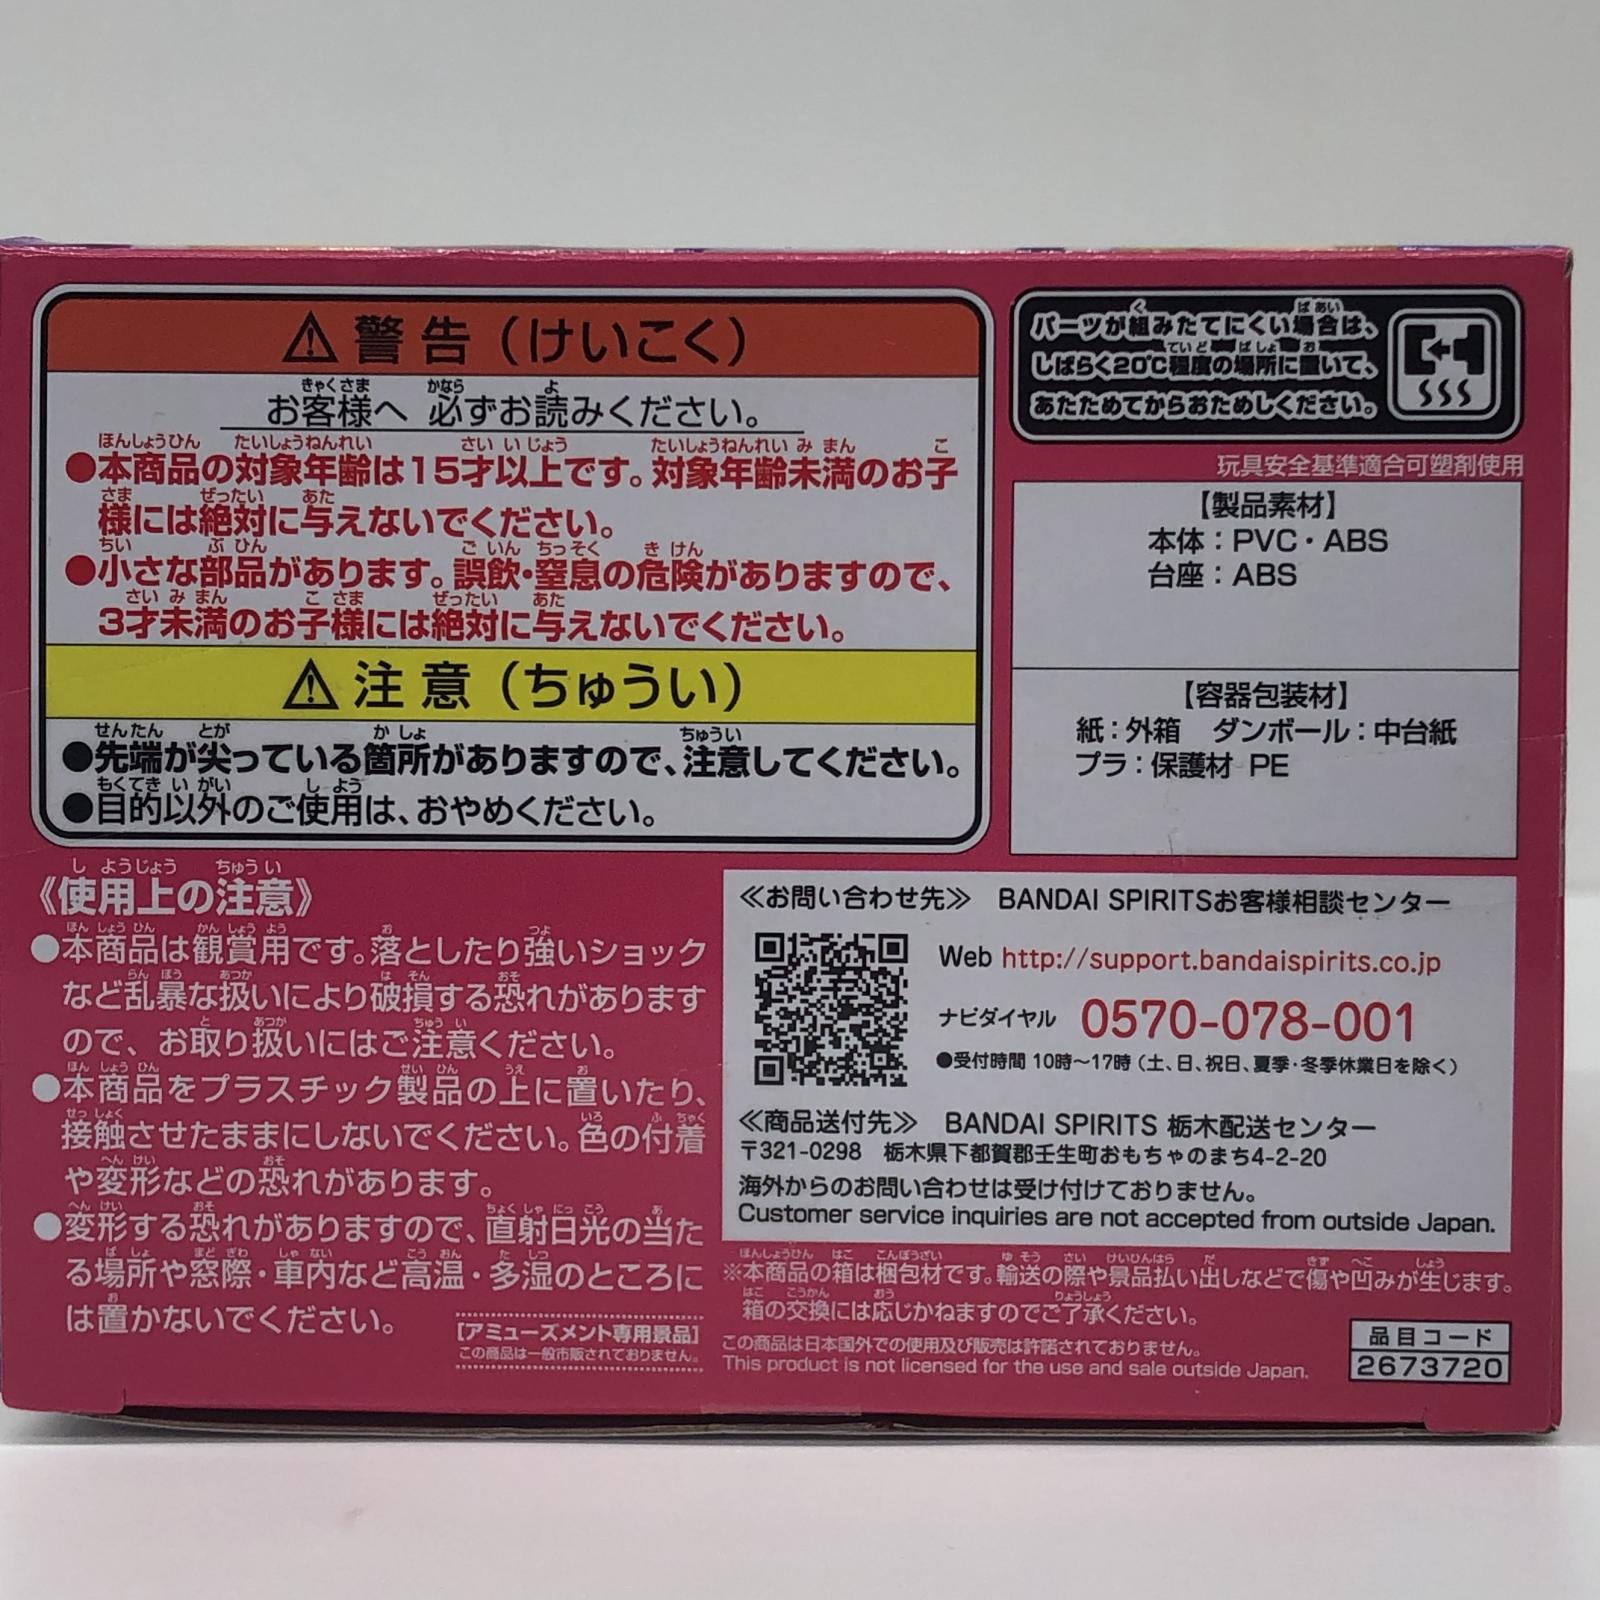 ⚠警告（けいこく）
お客様へ 必ずお読みください。
●本商品の対象年齢は15才以上です。対象年齢未満のお子
様には絶対に与えないでください。
●小さな部品があります。誤飲・窒息の危険がありますので、
3才未満のお子様には絶対に与えないでください。
⚠注意（ちゅうい）
●先端が尖っている箇所がありますので、注意してください。
●目的以外のご使用は、おやめください。
パーツが組みたてにくい場合は、
しばらく20℃程度の場所に置いて、
あたためてからおためしください。
玩具安全基準適合可塑剤使用
【製品素材】
本体：PVC・ABS
台座：ABS
【容器包装材】
紙：外箱 ダンボール：中台紙
プラ：保護材 PE
《使用上の注意》
●本商品は観賞用です。落としたり強いショック
など乱暴な扱いにより破損する恐れがあります
ので、お取り扱いにはご注意ください。
●本商品をプラスチック製品の上に置いたり、
接触させたままにしないでください。色の付着
や変形などの恐れがあります。
●変形する恐れがありますので、直射日光の当た
る場所や窓際・車内など高温・多湿のところに
は置かないでください。
［アミューズメント専用景品］
この商品は一般市販されておりません。
≪お問い合わせ先≫ BANDAI SPIRITSお客様相談センター
Web http://support.bandaispirits.co.jp
ナビダイヤル 0570-078-001
●受付時間 10時～17時（土、日、祝日、夏季・冬季休業日を除く）
≪商品送付先≫ BANDAI SPIRITS 栃木配送センター
〒321-0298 栃木県下都賀郡壬生町おもちゃのまち4-2-20
海外からのお問い合わせは受け付けておりません。
Customer service inquiries are not accepted from outside Japan.
※本商品の箱は梱包材です。輸送の際や景品払い出しなどで傷や凹みが生じます。
箱の交換には応じかねますのでご了承ください。
この商品は日本国外での使用及び販売は許諾されておりません。
This product is not licensed for the use and sale outside Japan.
品目コード
2673720